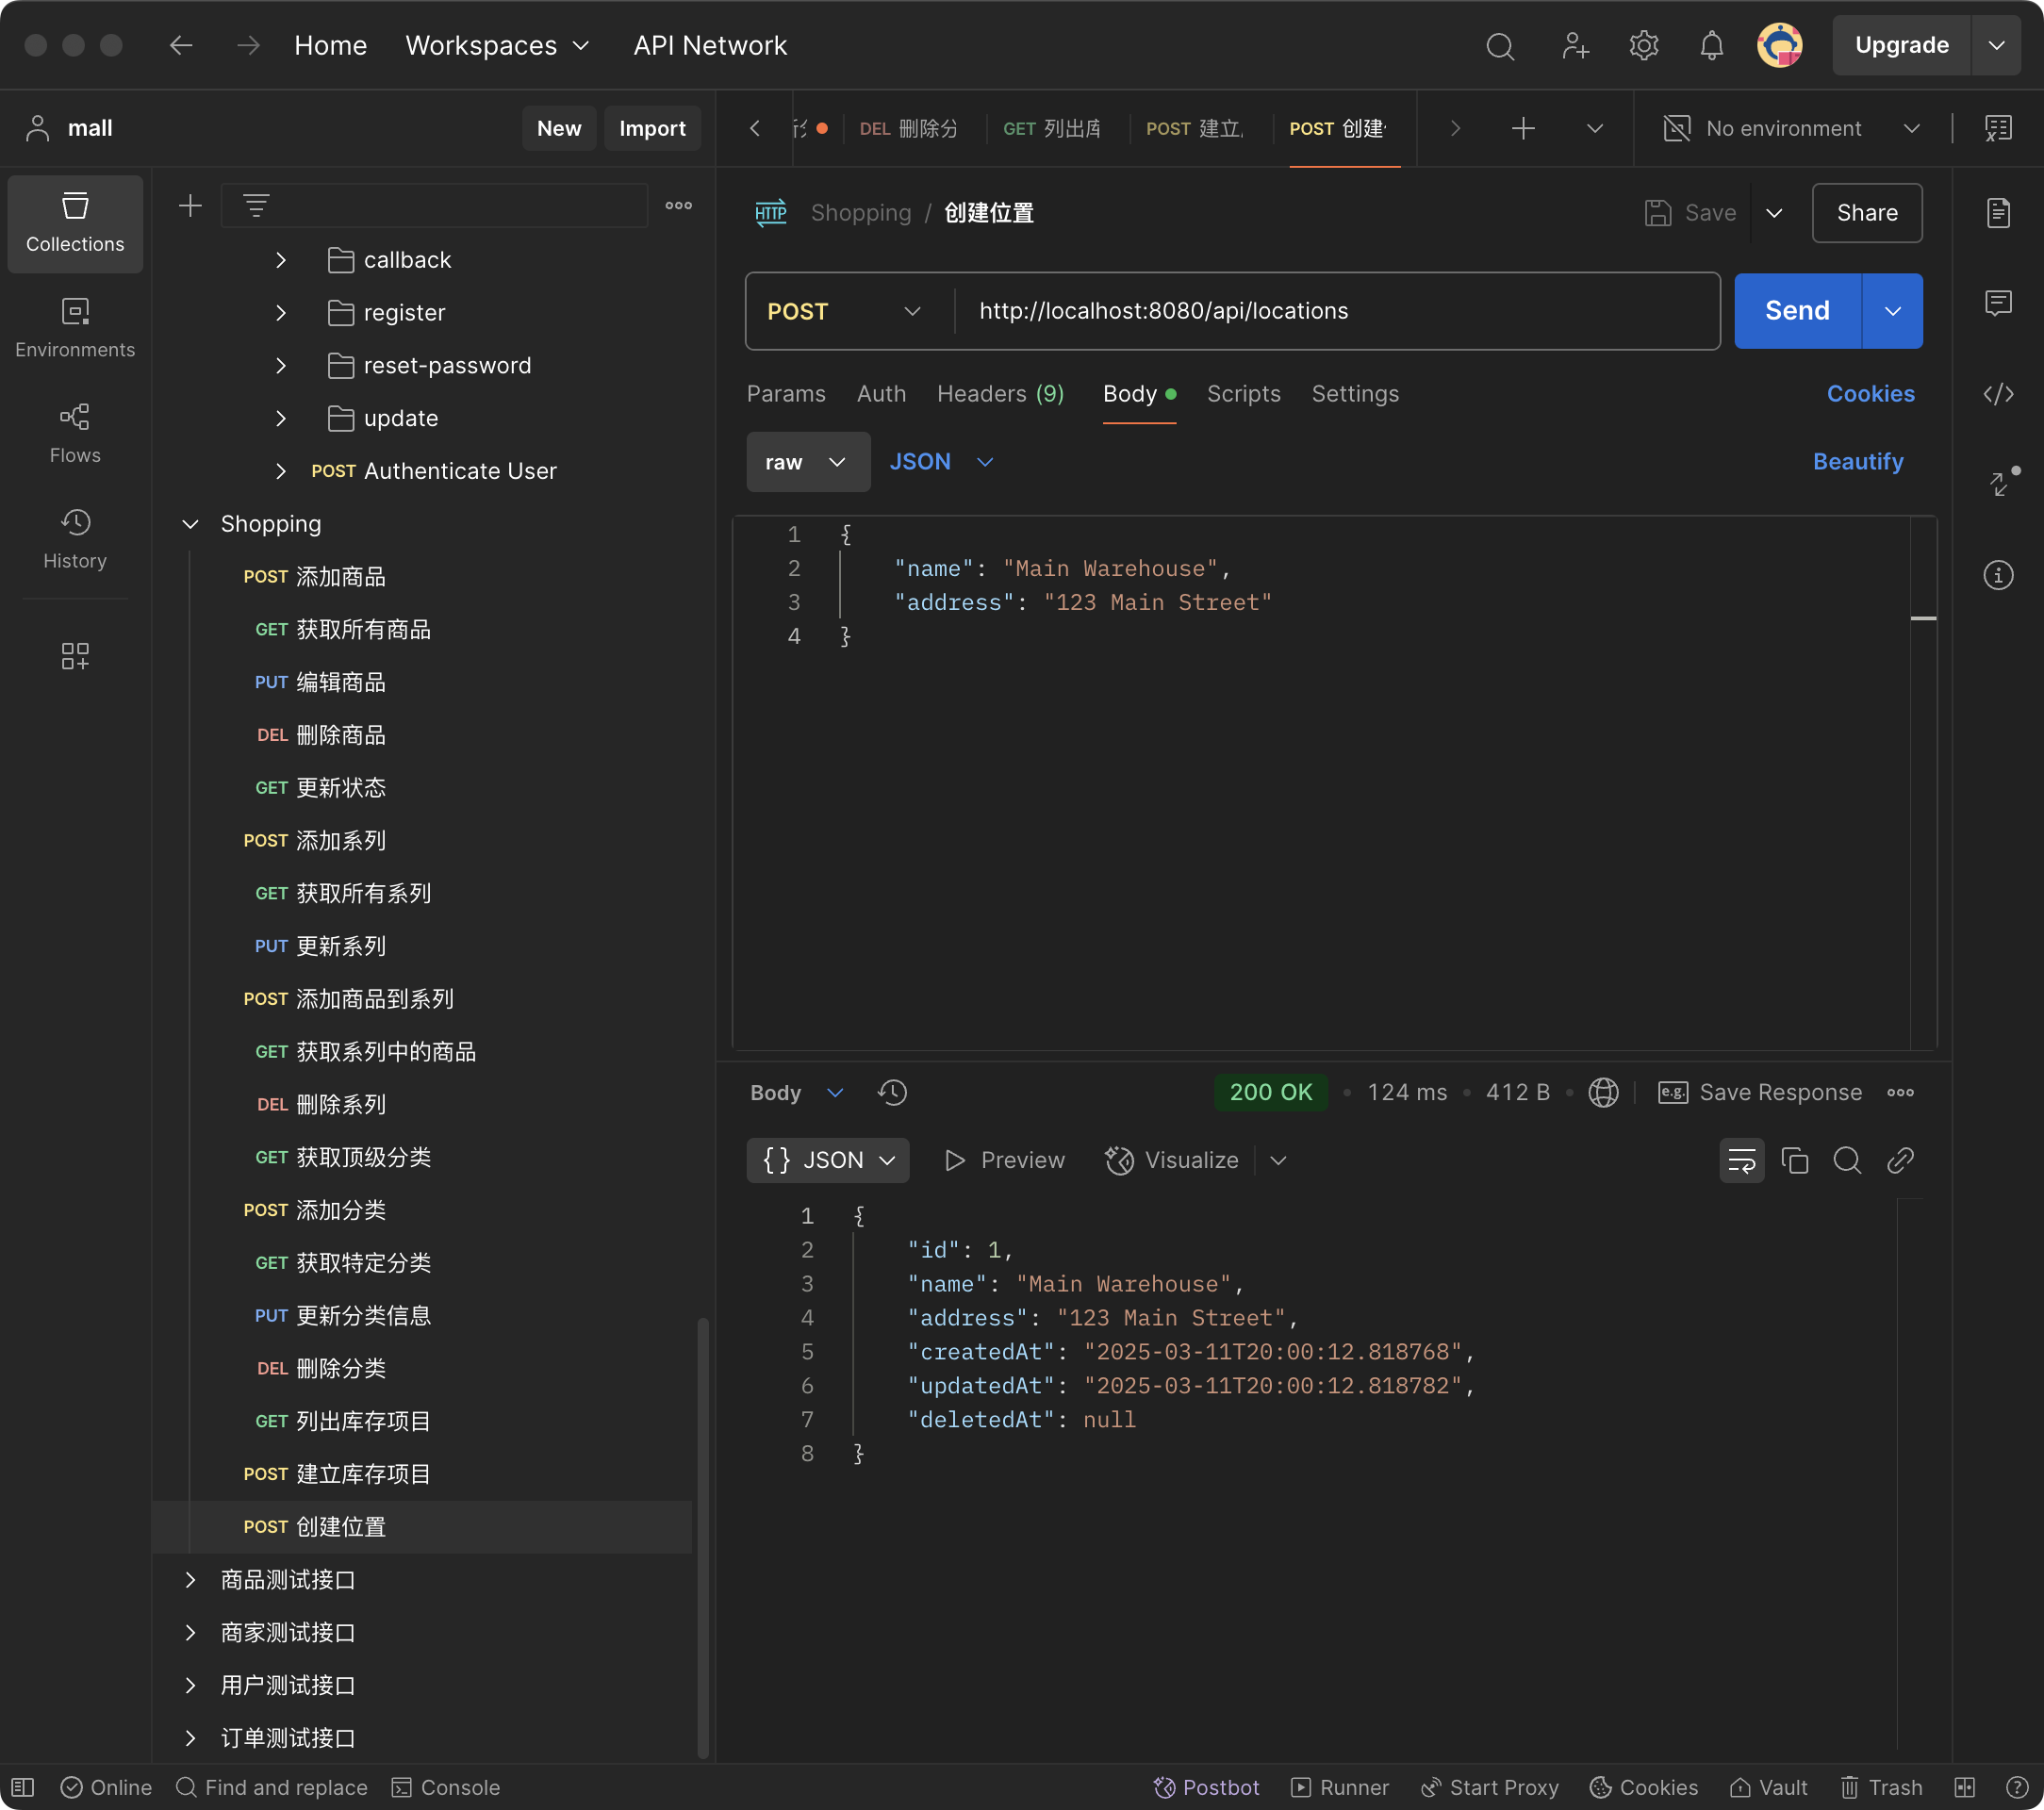 Home Workspaces API Network Upgrade
mall New Import
DEL 删除分 GET 列出库 POST 建立 POST 创建 No environment
Collections
Environments
Flows
History
callback
register
reset-password
update
POST Authenticate User
Shopping
POST 添加商品
GET 获取所有商品
PUT 编辑商品
DEL 删除商品
GET 更新状态
POST 添加系列
GET 获取所有系列
PUT 更新系列
POST 添加商品到系列
GET 获取系列中的商品
DEL 删除系列
GET 获取顶级分类
POST 添加分类
GET 获取特定分类
PUT 更新分类信息
DEL 删除分类
GET 列出库存项目
POST 建立库存项目
POST 创建位置
商品测试接口
商家测试接口
用户测试接口
订单测试接口
HTTP Shopping / 创建位置 Save Share
POST http://localhost:8080/api/locations Send
Params Auth Headers (9) Body Scripts Settings Cookies
raw JSON Beautify
1 {
2 "name": "Main Warehouse",
3 "address": "123 Main Street"
4 }
Body 200 OK • 124 ms • 412 B • e.g. Save Response
{} JSON Preview Visualize
1 {
2 "id": 1,
3 "name": "Main Warehouse",
4 "address": "123 Main Street",
5 "createdAt": "2025-03-11T20:00:12.818768",
6 "updatedAt": "2025-03-11T20:00:12.818782",
7 "deletedAt": null
8 }
Online Find and replace Console Postbot Runner Start Proxy Cookies Vault Trash